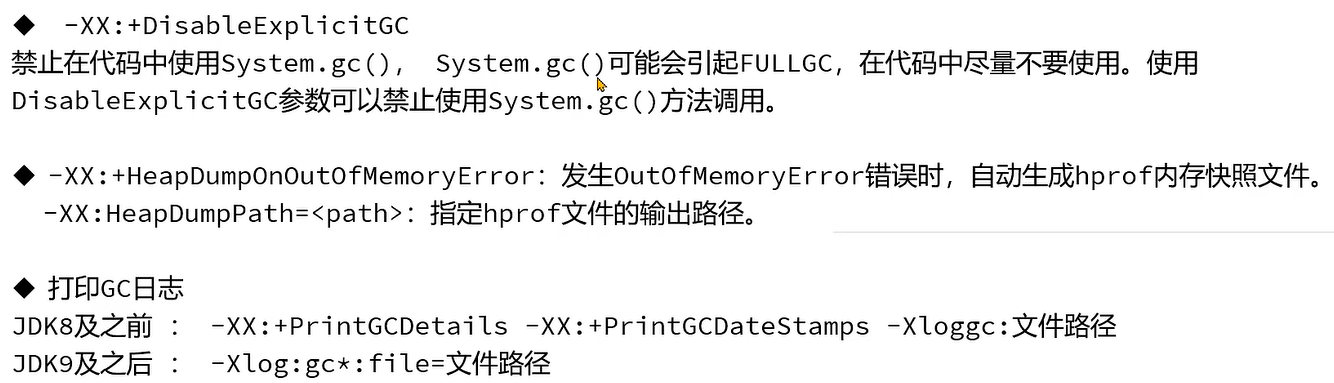 ◆ -XX:+DisableExplicitGC
禁止在代码中使用System.gc(), System.gc()可能会引起FULLGC，在代码中尽量不要使用。使用
DisableExplicitGC参数可以禁止使用System.gc()方法调用。
◆ -XX:+HeapDumpOnOutOfMemoryError：发生OutOfMemoryError错误时，自动生成hprof内存快照文件。
-XX:HeapDumpPath=<path>：指定hprof文件的输出路径。
◆ 打印GC日志
JDK8及之前 ： -XX:+PrintGCDetails -XX:+PrintGCDateStamps -Xloggc:文件路径
JDK9及之后 ： -Xlog:gc*:file=文件路径